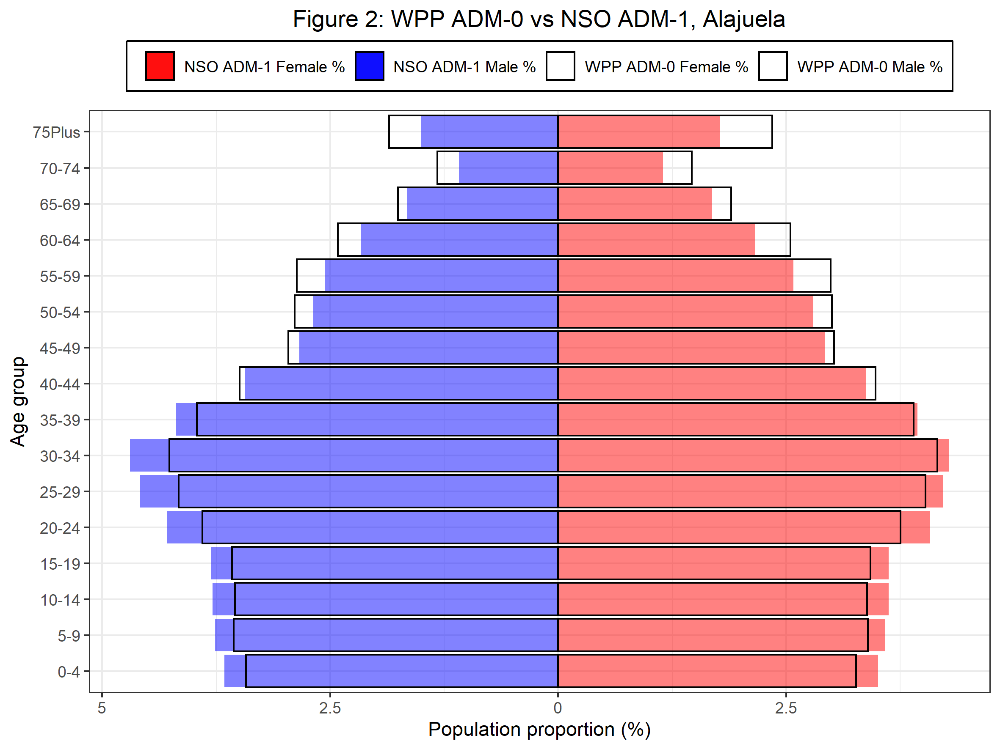 Figure 2: WPP ADM-0 vs NSO ADM-1, Alajuela
NSO ADM-1 Female % NSO ADM-1 Male % WPP ADM-0 Female % WPP ADM-0 Male %
Age group
75Plus
70-74
65-69
60-64
55-59
50-54
45-49
40-44
35-39
30-34
25-29
20-24
15-19
10-14
5-9
0-4
5 2.5 0 2.5
Population proportion (%)